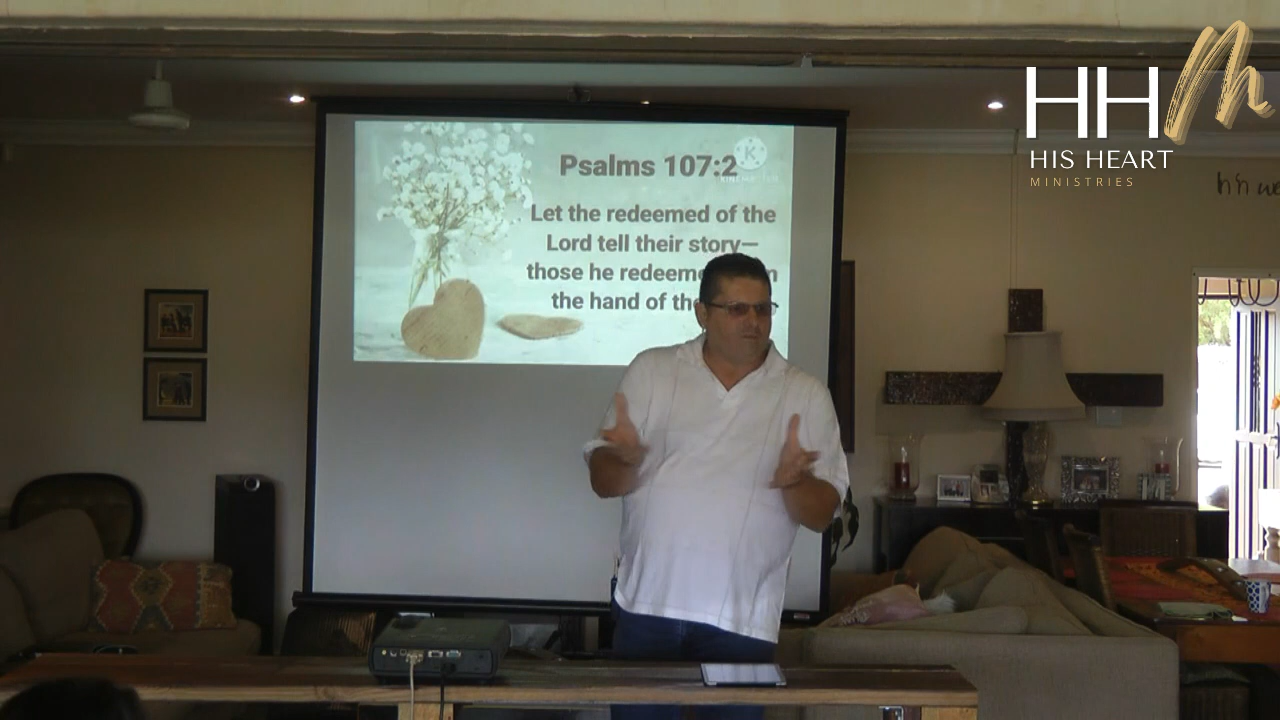 HHM
HIS HEART
MINISTRIES
Psalms 107:2
Let the redeemed of the
Lord tell their story—
those he redeeme
the hand of the